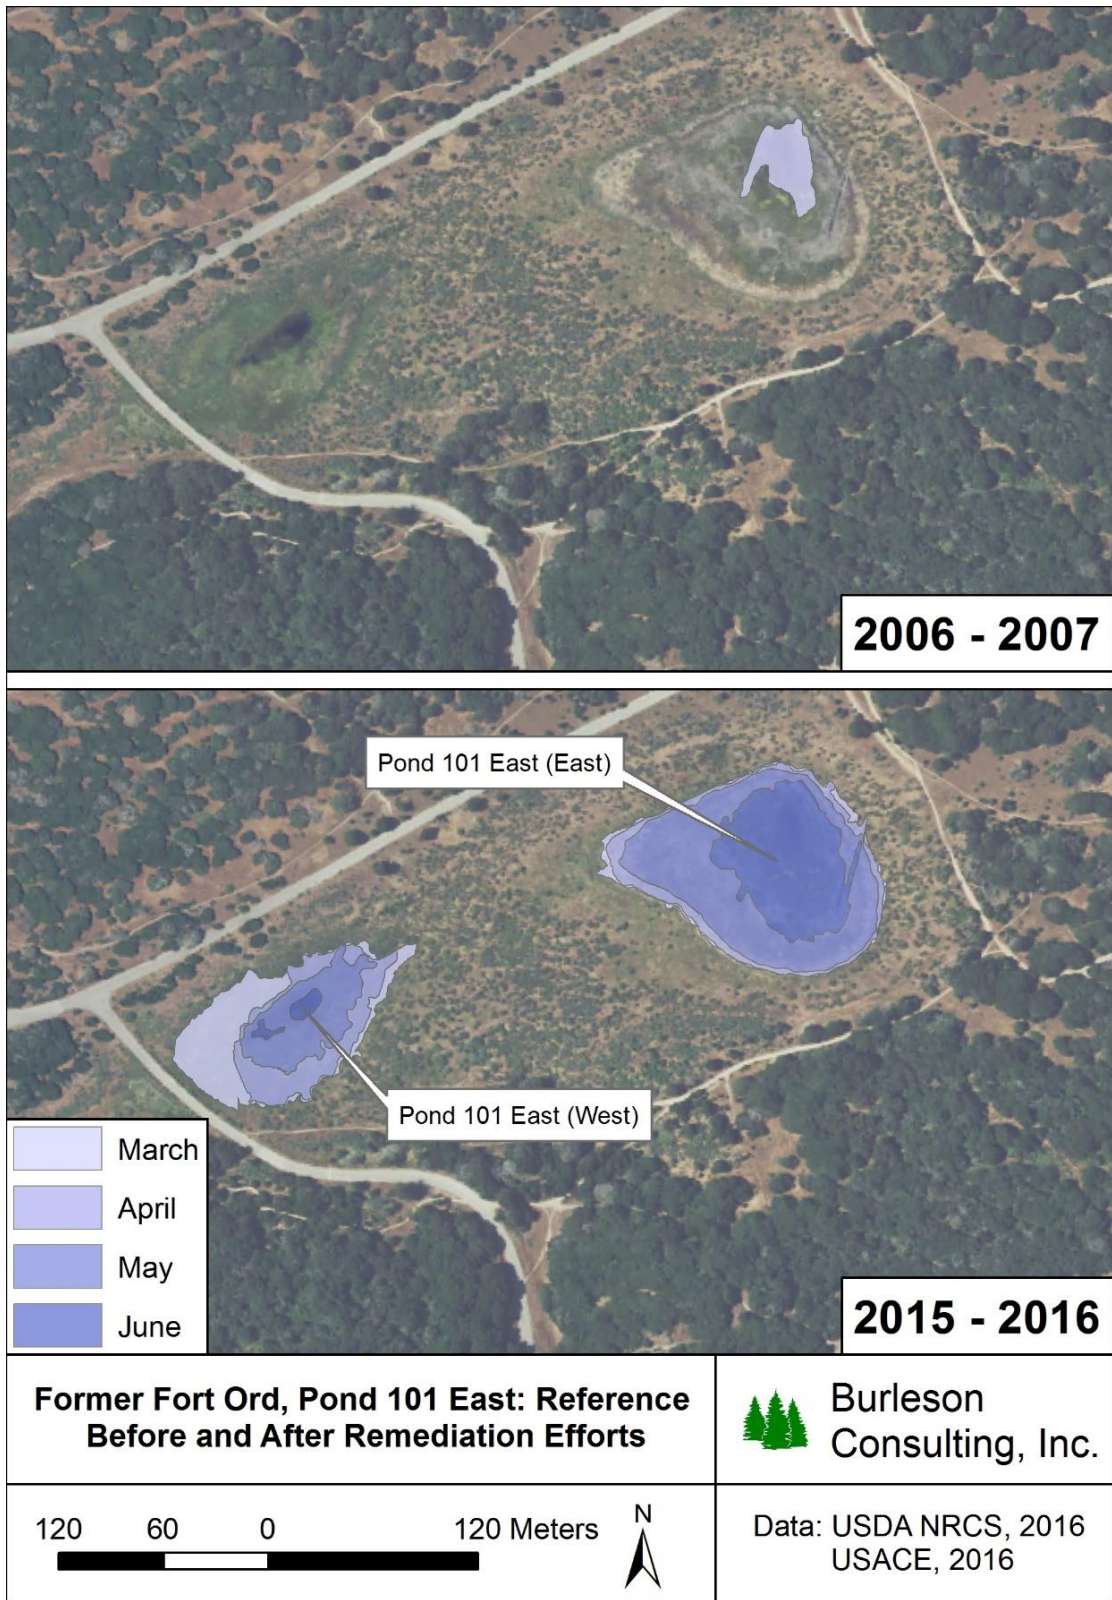 2006 - 2007
Pond 101 East (East)
Pond 101 East (West)
March
April
May
June
2015 - 2016
Former Fort Ord, Pond 101 East: Reference
Before and After Remediation Efforts
Burleson
Consulting, Inc.
120 60 0 120 Meters
N
Data: USDA NRCS, 2016
USACE, 2016